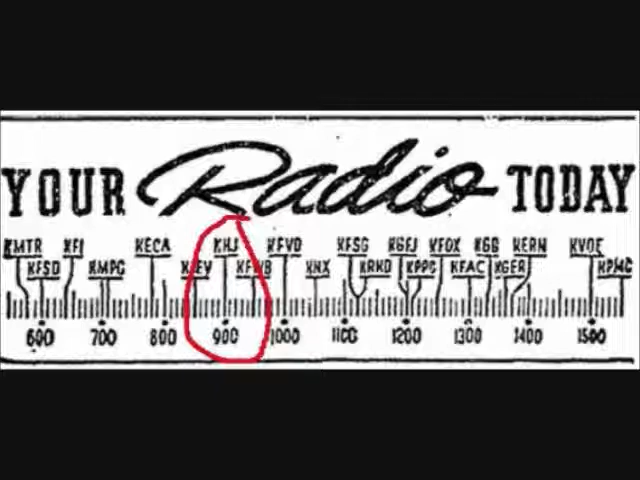 YOUR Radio TODAY
KMTR KFI KECA KHJ KFVD KFSG KGFJ KFOX KGB KERN KVOE
KFSD KMPC KIEV KFWB KNX KRKD KPPC KFAC KGER KPMC
600 700 800 900 1000 1100 1200 1300 1400 1500